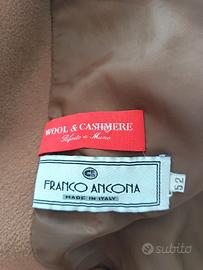 WOOL & CASHMERE
Rifinito a Mano
FRANCO ANCONA
MADE IN ITALY
52
subito